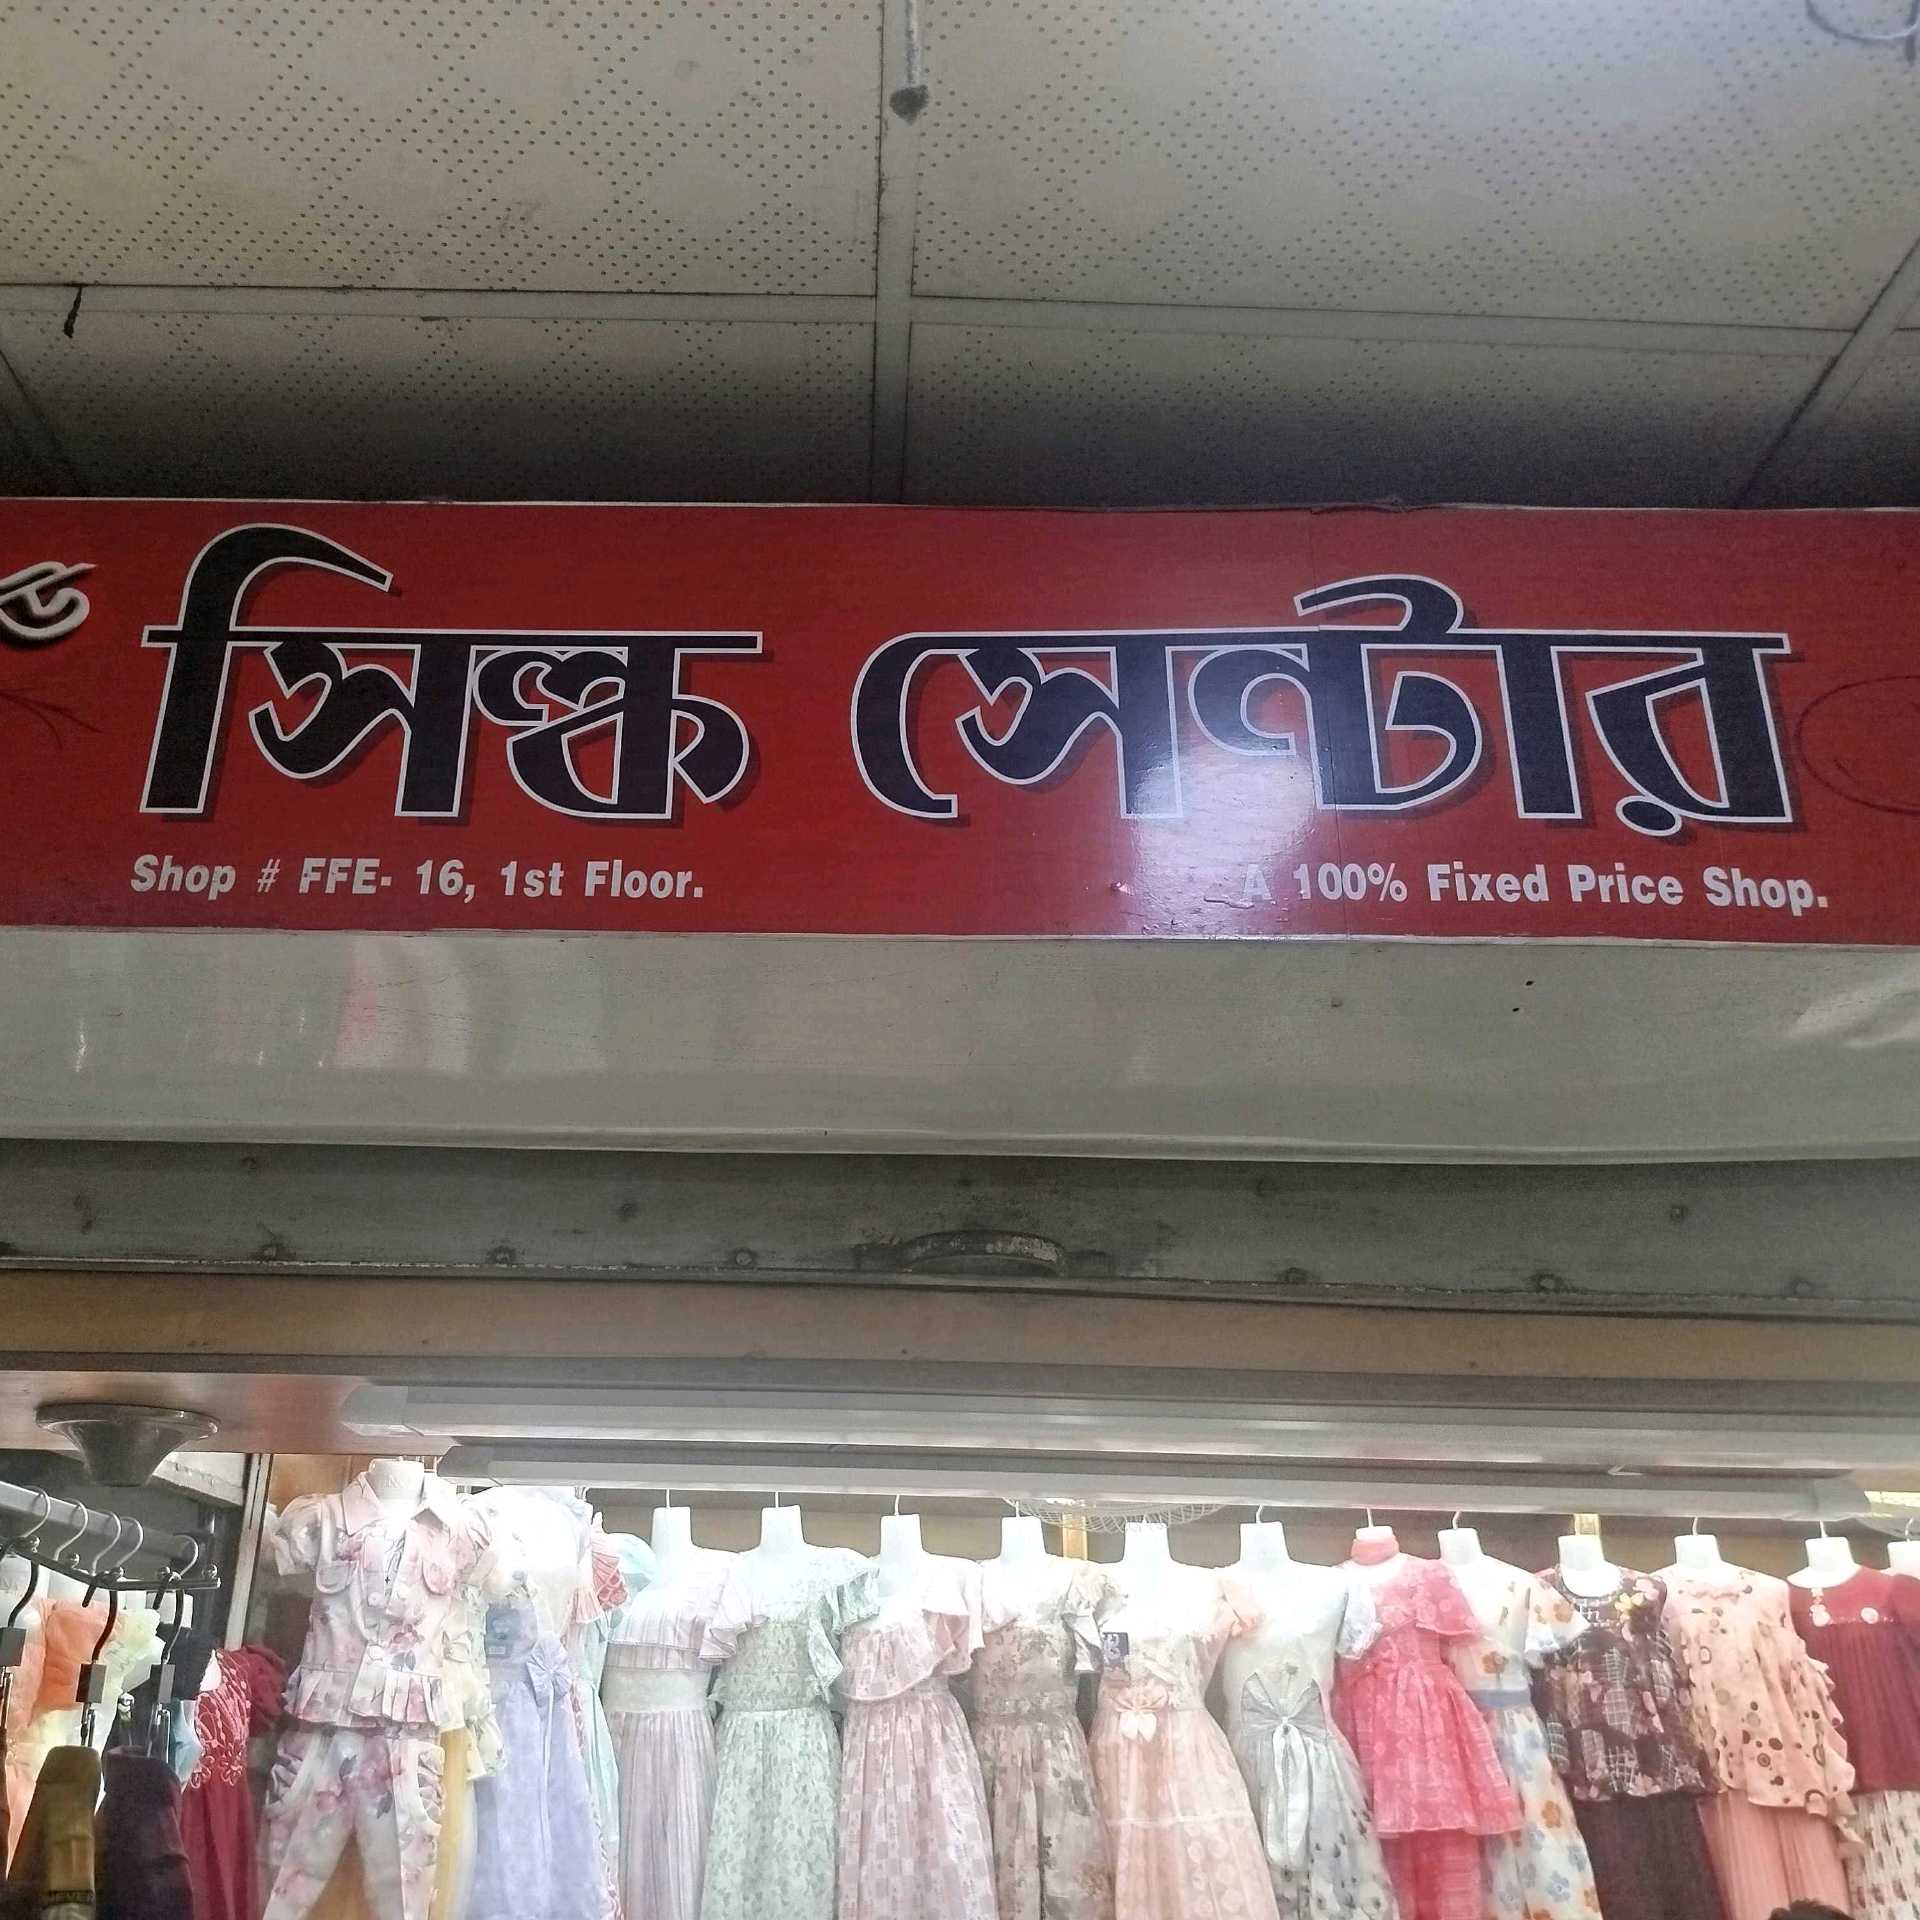 সিল্ক সেন্টার
Shop # FFE- 16, 1st Floor.
A 100% Fixed Price Shop.